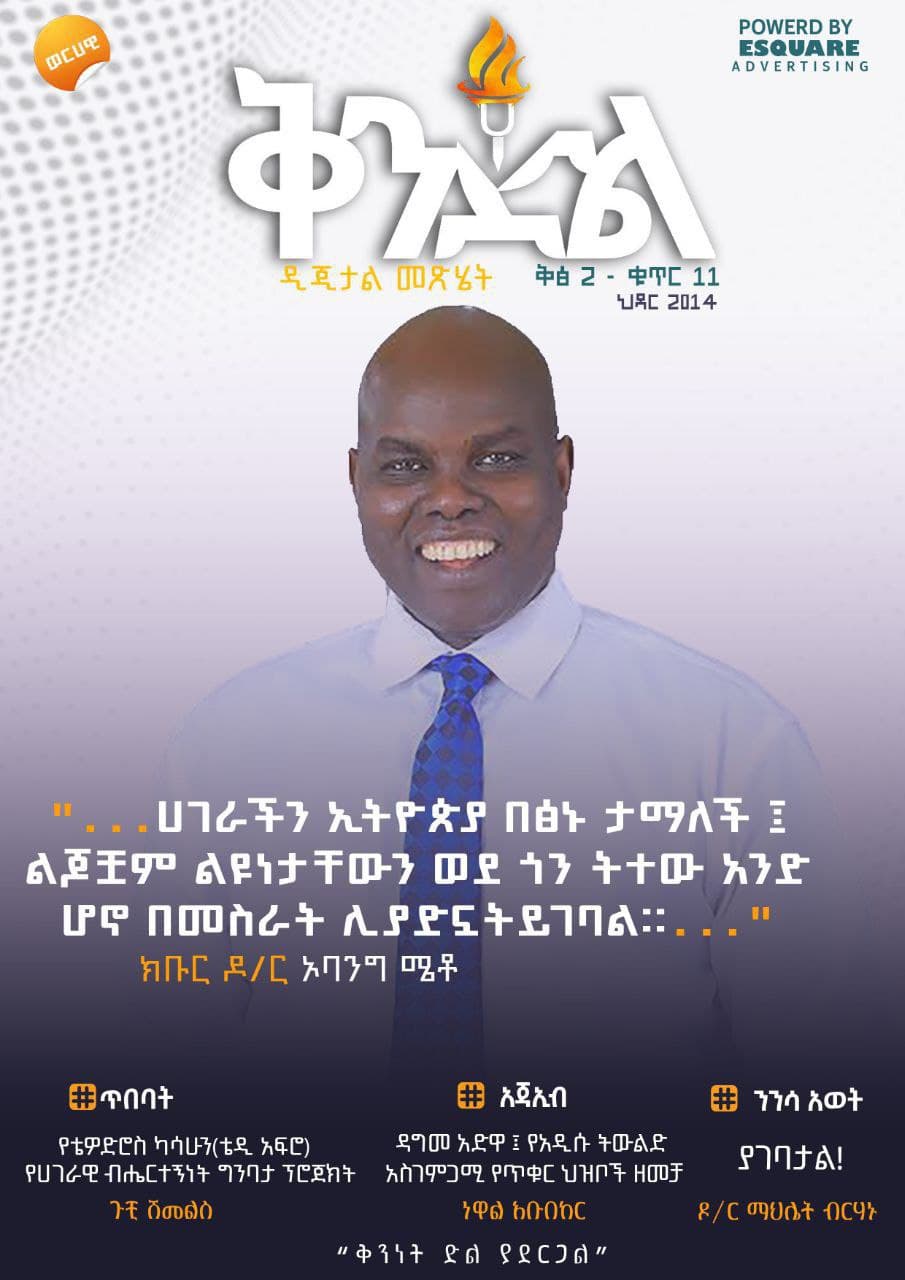 ወርሀዊ
POWERD BY
ESQUARE
ADVERTISING
ቅንድል
ዲጂታል መጽሄት
ቅፅ 2 - ቁጥር 11
ህዳር 2014
"...ሀገራችን ኢትዮጵያ በፅኑ ታማለች ፤
ልጆቿም ልዩነታቸውን ወደ ጎን ትተው አንድ
ሆኖ በመስራት ሊያድኗትይገባል፡፡..."
ክቡር ዶ/ር ኦባንግ ሜቶ
#ጥበባት
የቴዎድሮስ ካሳሁን(ቴዲ አፍሮ)
የሀገራዊ ብሔርተኝነት ግንባታ ፕሮጀክት
ጉቺ ሽመልስ
# አጃኢብ
ዳግመ አድዋ ፤ የአዲሱ ትውልድ
አስገምጋሚ የጥቁር ህዝቦች ዘመቻ
ነዋል አቡበከር
# ንንሳ አወት
ያገባታል!
ዶ/ር ማህሌት ብርሃኑ
“ቅንነት ድል ያደርጋል”